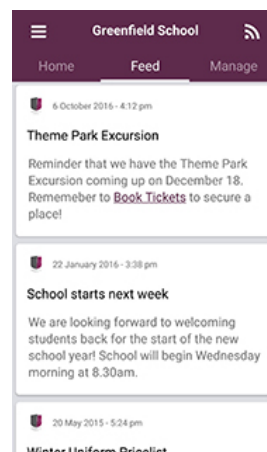 Greenfield School
Home Feed Manage
6 October 2016 - 4:12 pm
Theme Park Excursion
Reminder that we have the Theme Park
Excursion coming up on December 18.
Rememeber to Book Tickets to secure a
place!
22 January 2016 - 3:38 pm
School starts next week
We are looking forward to welcoming
students back for the start of the new
school year! School will begin Wednesday
morning at 8.30am.
20 May 2015 - 5:24 pm
Winter Uniform Pricelist